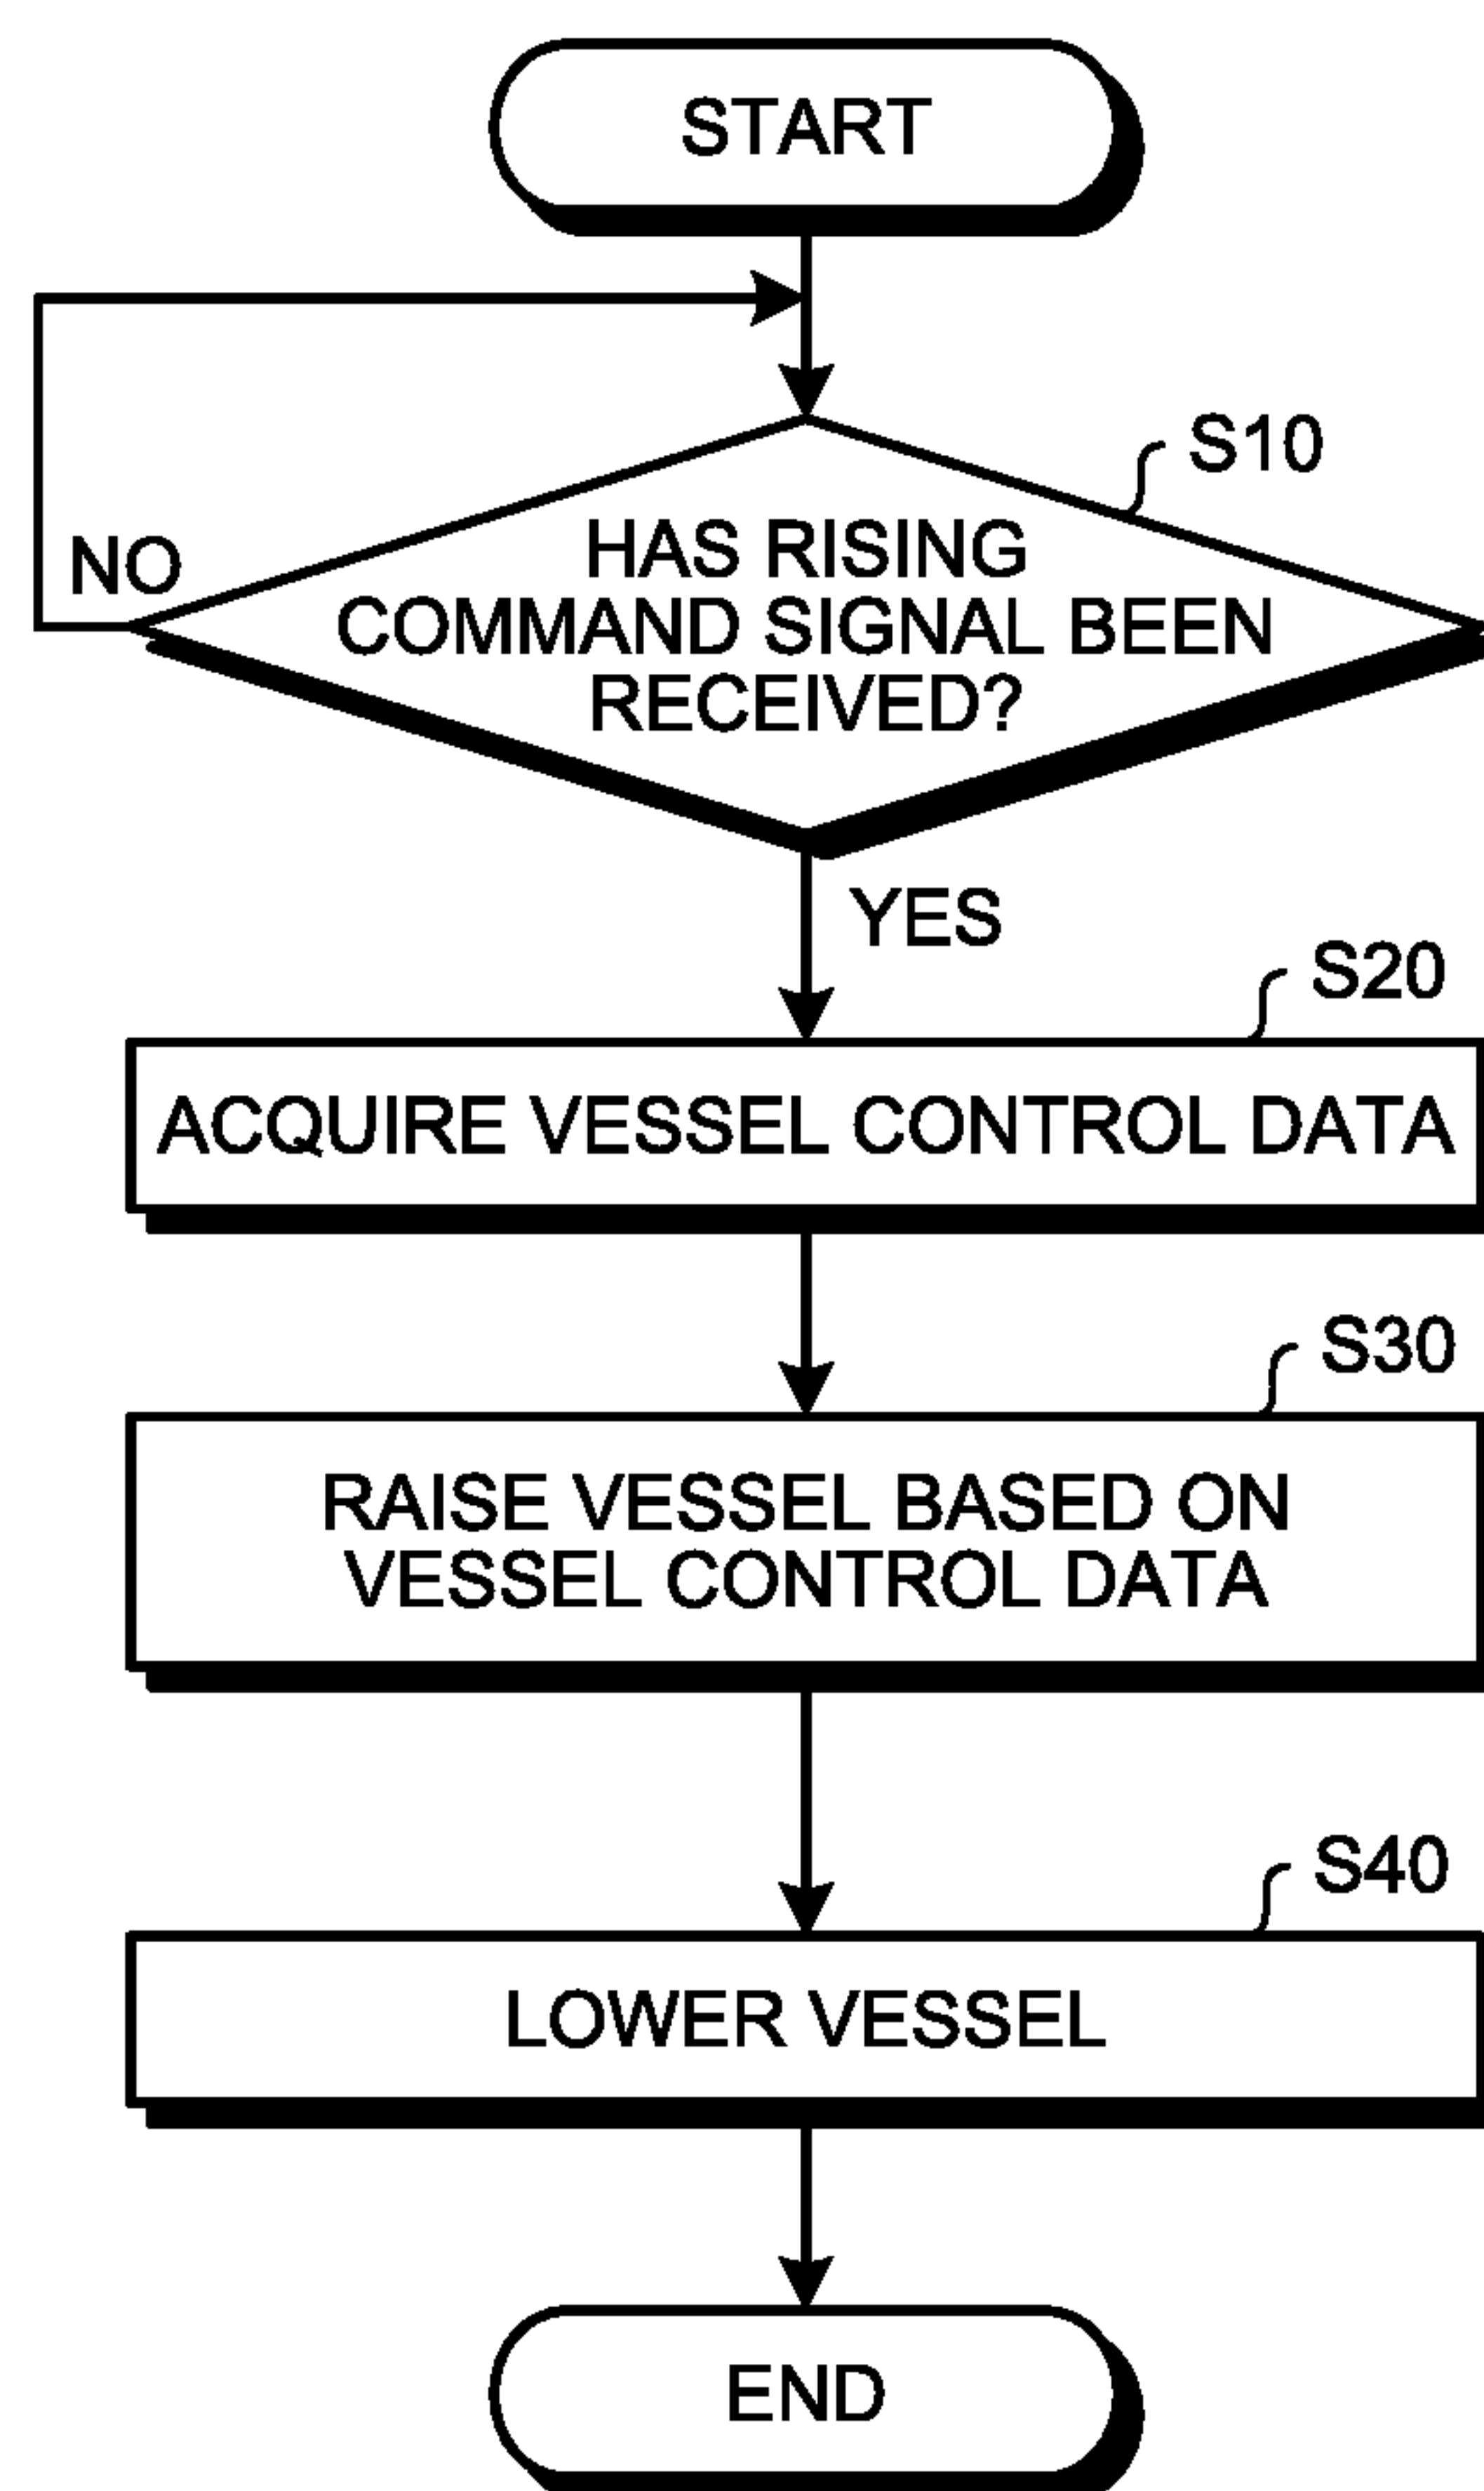 START
S10
HAS RISING
COMMAND SIGNAL BEEN
RECEIVED?
NO
YES
S20
ACQUIRE VESSEL CONTROL DATA
S30
RAISE VESSEL BASED ON
VESSEL CONTROL DATA
S40
LOWER VESSEL
END